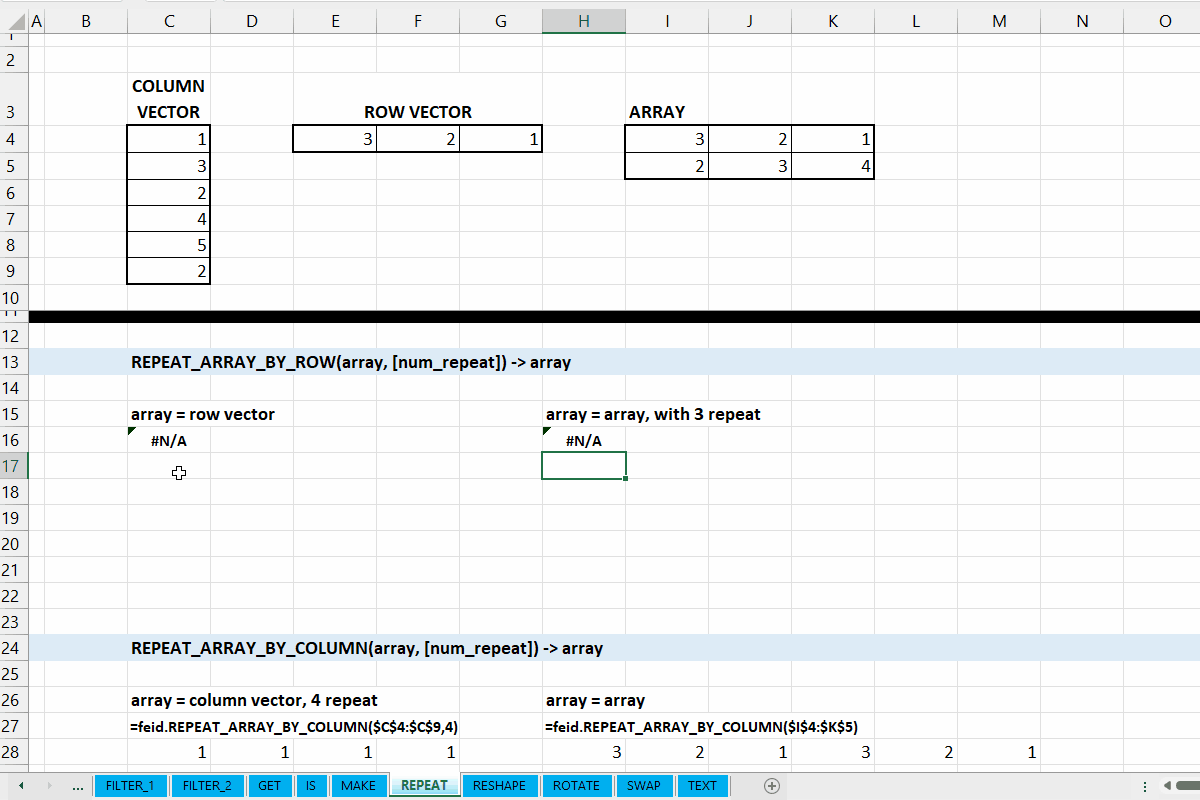 A B C D E F G H I J K L M N O
1
2
COLUMN
3 VECTOR ROW VECTOR ARRAY
4 1 3 2 1 3 2 1
5 3 2 3 4
6 2
7 4
8 5
9 2
10
11
12
13 REPEAT_ARRAY_BY_ROW(array, [num_repeat]) -> array
14
15 array = row vector array = array, with 3 repeat
16 #N/A #N/A
17
18
19
20
21
22
23
24 REPEAT_ARRAY_BY_COLUMN(array, [num_repeat]) -> array
25
26 array = column vector, 4 repeat array = array
27 =feid.REPEAT_ARRAY_BY_COLUMN($C$4:$C$9,4) =feid.REPEAT_ARRAY_BY_COLUMN($I$4:$K$5)
28 1 1 1 1 3 2 1 3 2 1
... FILTER_1 FILTER_2 GET IS MAKE REPEAT RESHAPE ROTATE SWAP TEXT